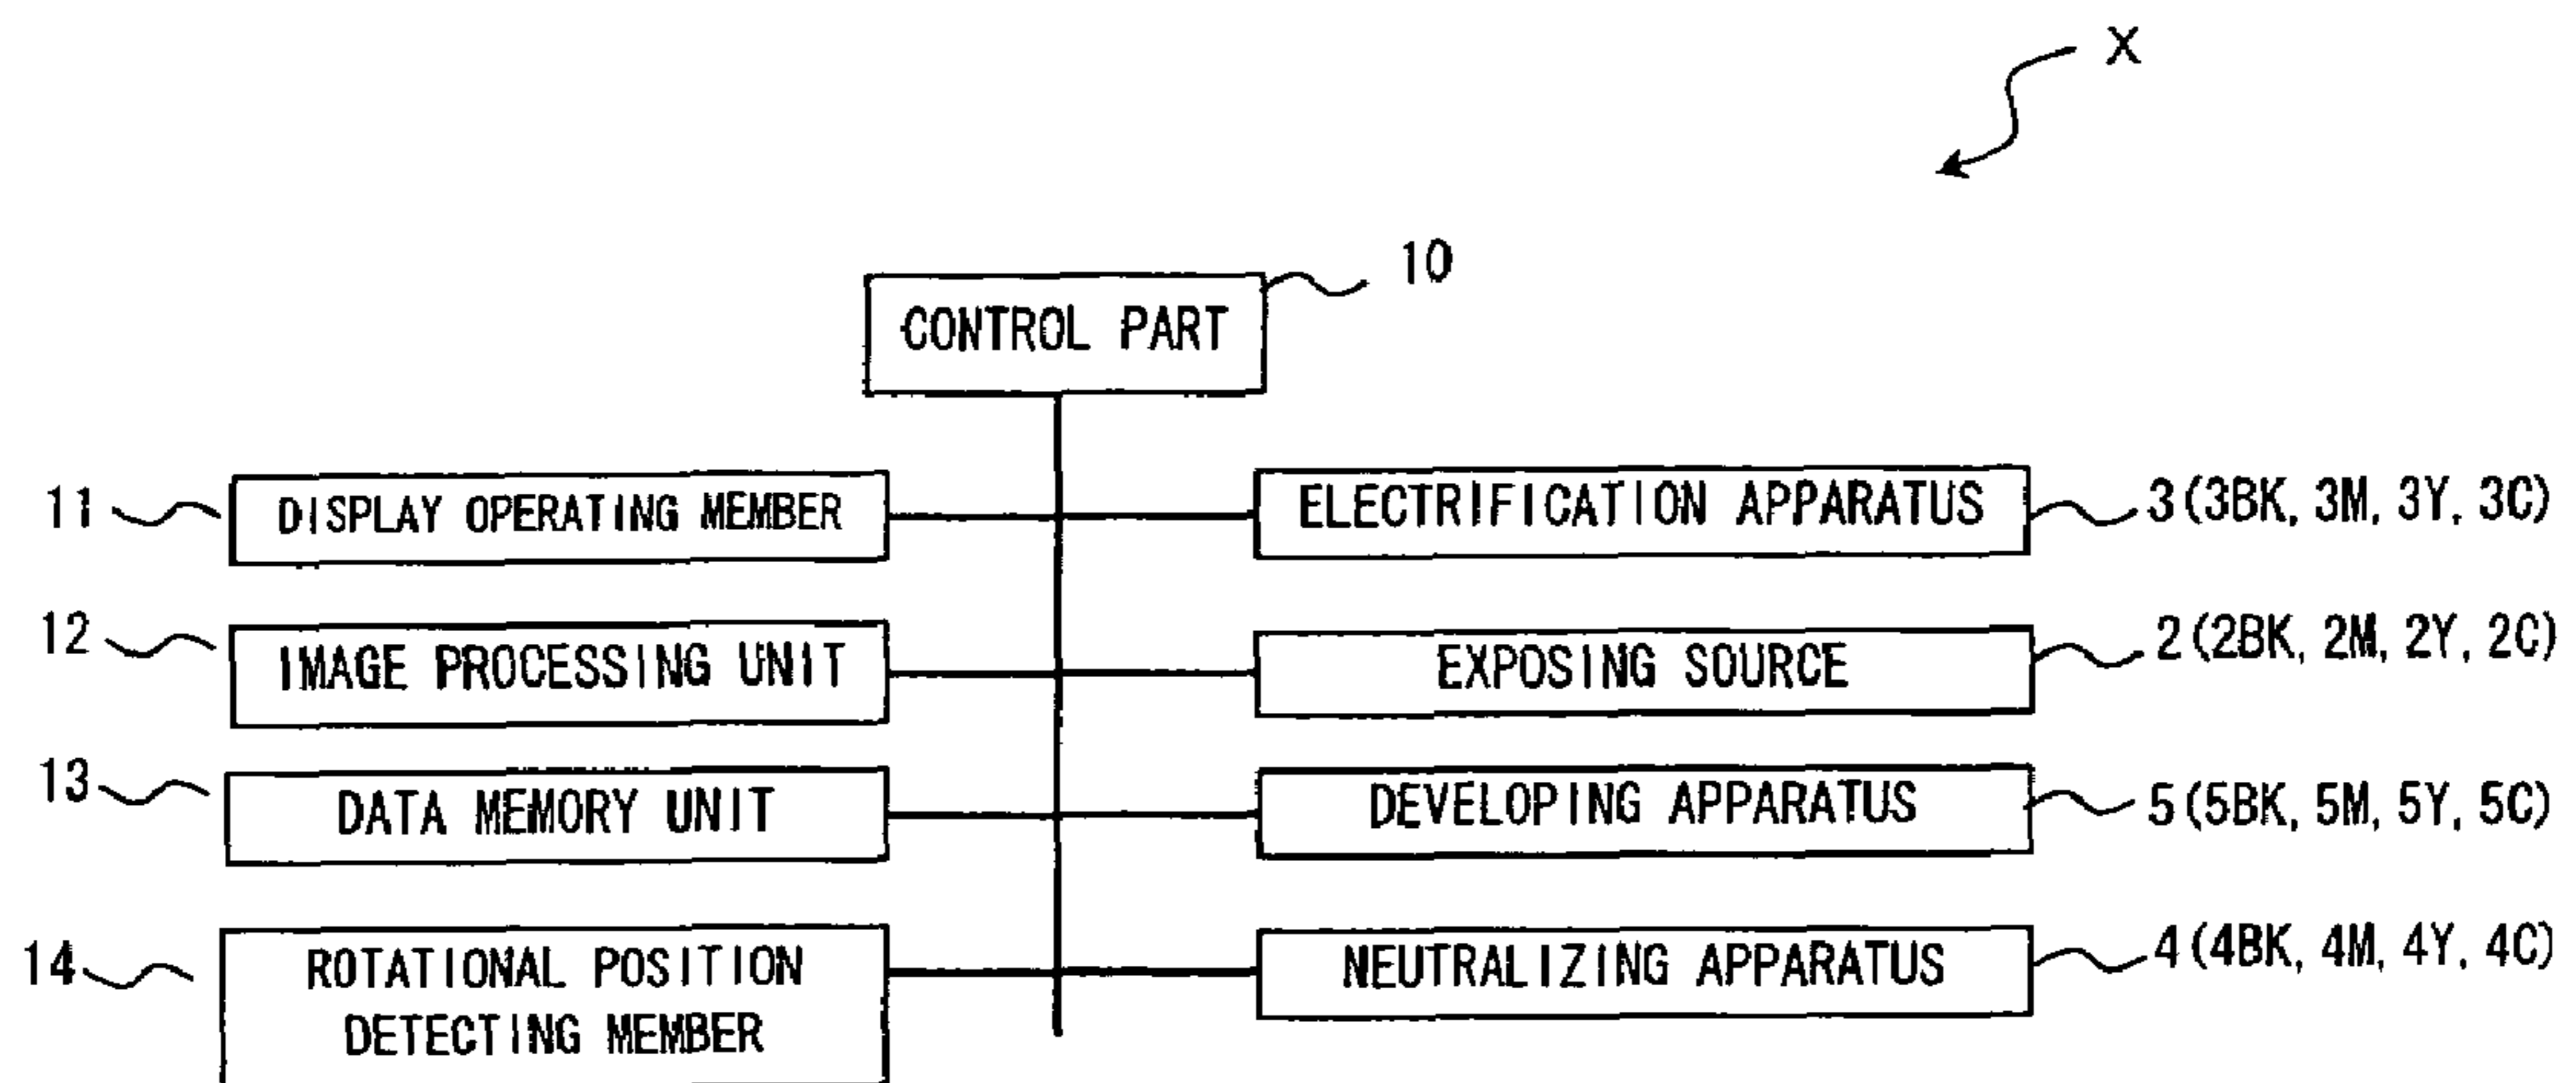 X
CONTROL PART 10
11 DISPLAY OPERATING MEMBER
ELECTRIFICATION APPARATUS 3(3BK, 3M, 3Y, 3C)
12 IMAGE PROCESSING UNIT
EXPOSING SOURCE 2(2BK, 2M, 2Y, 2C)
13 DATA MEMORY UNIT
DEVELOPING APPARATUS 5(5BK, 5M, 5Y, 5C)
14 ROTATIONAL POSITION
DETECTING MEMBER
NEUTRALIZING APPARATUS 4(4BK, 4M, 4Y, 4C)